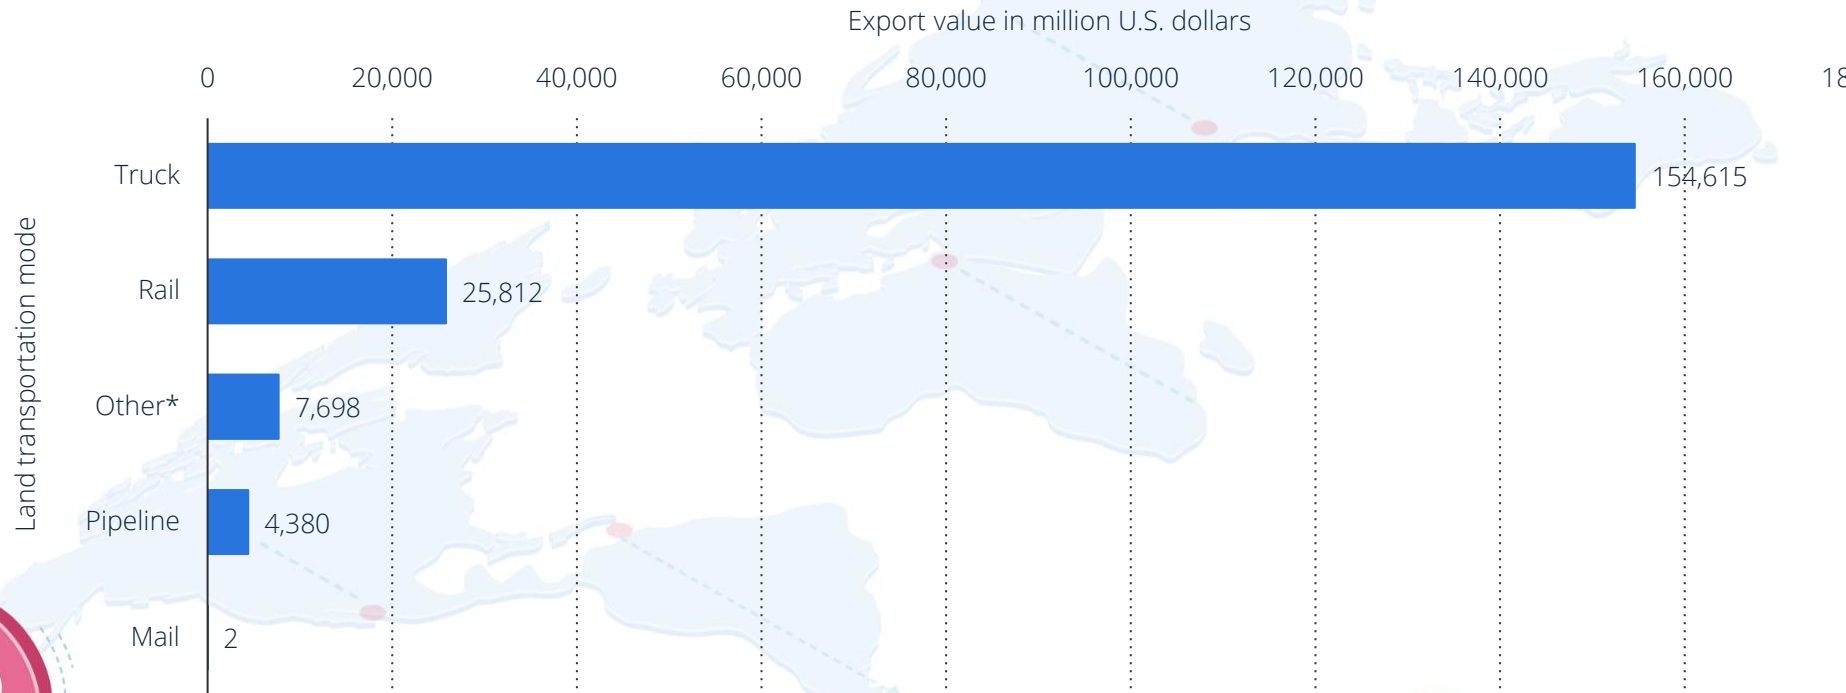 Export value in million U.S. dollars
0 20,000 40,000 60,000 80,000 100,000 120,000 140,000 160,000 18
Land transportation mode
Truck 154,615
Rail 25,812
Other* 7,698
Pipeline 4,380
Mail 2